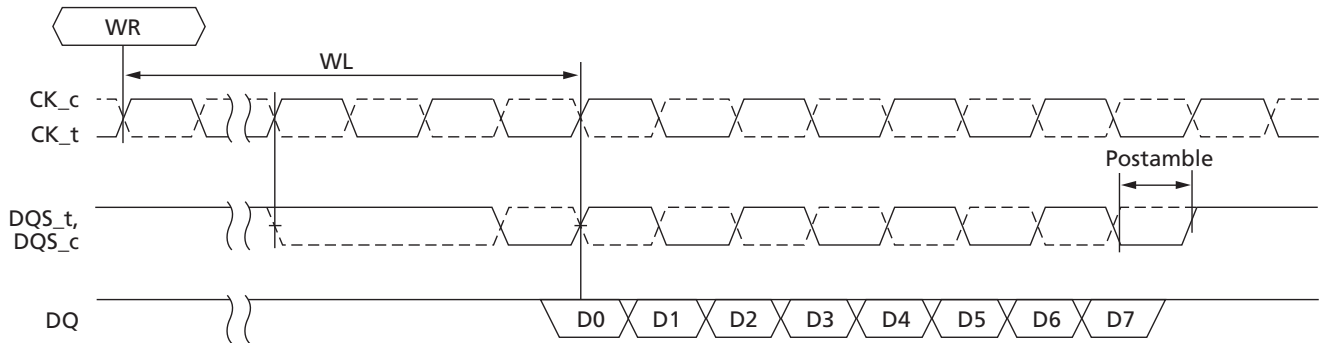 WR
WL
CK_c
CK_t
Postamble
DQS_t,
DQS_c
DQ
D0 D1 D2 D3 D4 D5 D6 D7